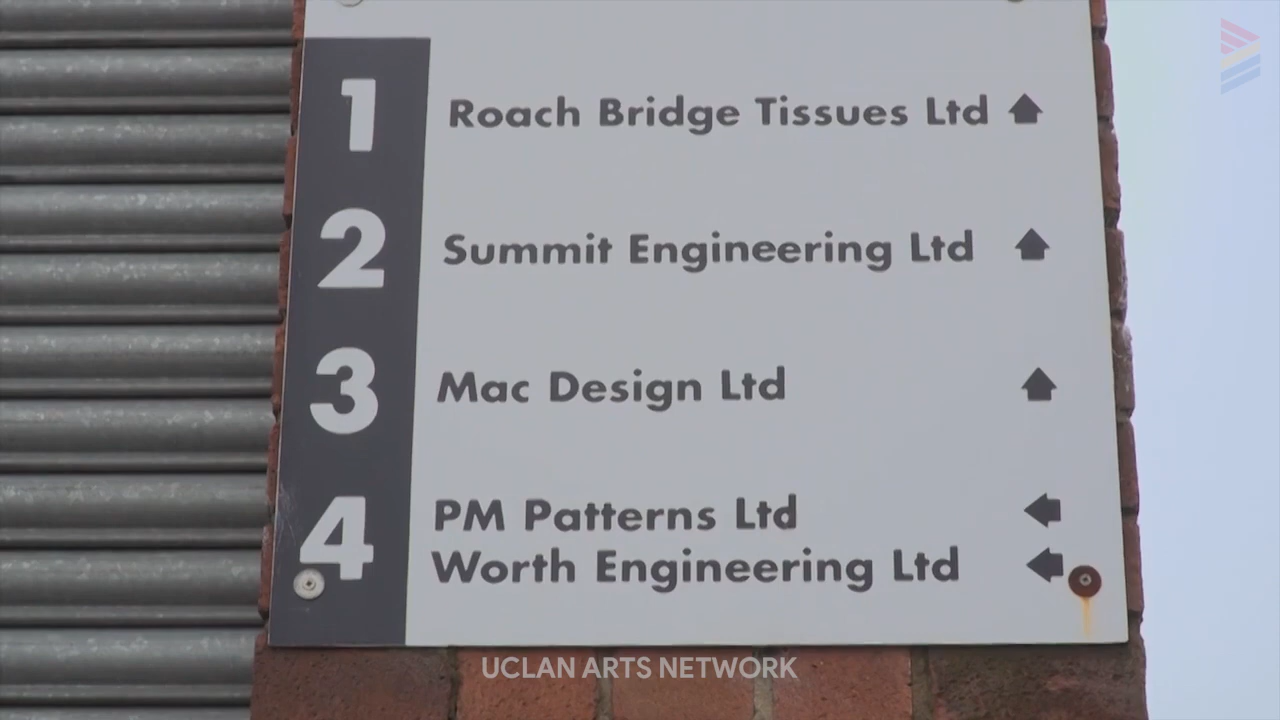 1 Roach Bridge Tissues Ltd
2 Summit Engineering Ltd
3 Mac Design Ltd
4 PM Patterns Ltd
Worth Engineering Ltd
UCLAN ARTS NETWORK